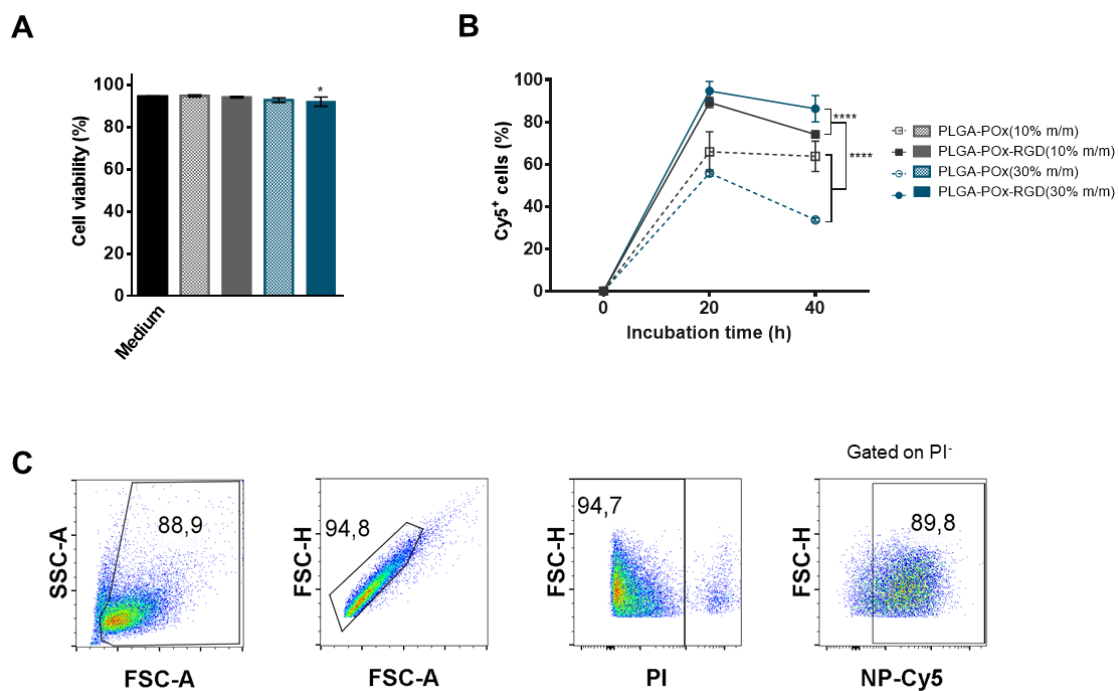 A
Cell viability (%)
100
80
60
40
20
0
*
Medium
B
Cy5⁺ cells (%)
100
80
60
40
20
0
0
20
40
Incubation time (h)
****
****
PLGA-POx(10% m/m)
PLGA-POx-RGD(10% m/m)
PLGA-POx(30% m/m)
PLGA-POx-RGD(30% m/m)
C
SSC-A
88,9
FSC-A
FSC-H
94,8
FSC-A
FSC-H
94,7
PI
Gated on PI⁻
FSC-H
89,8
NP-Cy5